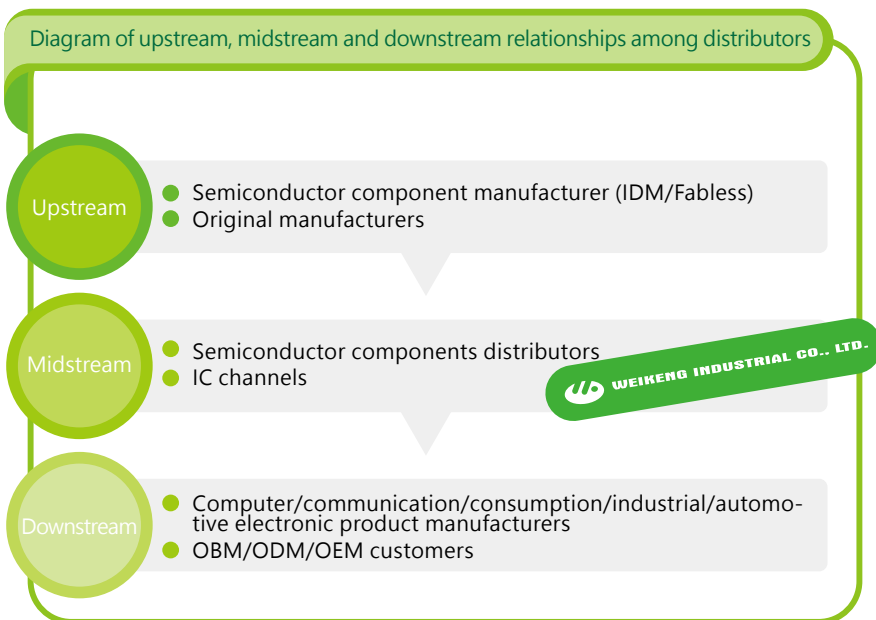 Diagram of upstream, midstream and downstream relationships among distributors
Upstream
Semiconductor component manufacturer (IDM/Fabless)
Original manufacturers
Midstream
Semiconductor components distributors
IC channels
WEIKENG INDUSTRIAL CO., LTD.
Downstream
Computer/communication/consumption/industrial/automo-
tive electronic product manufacturers
OBM/ODM/OEM customers